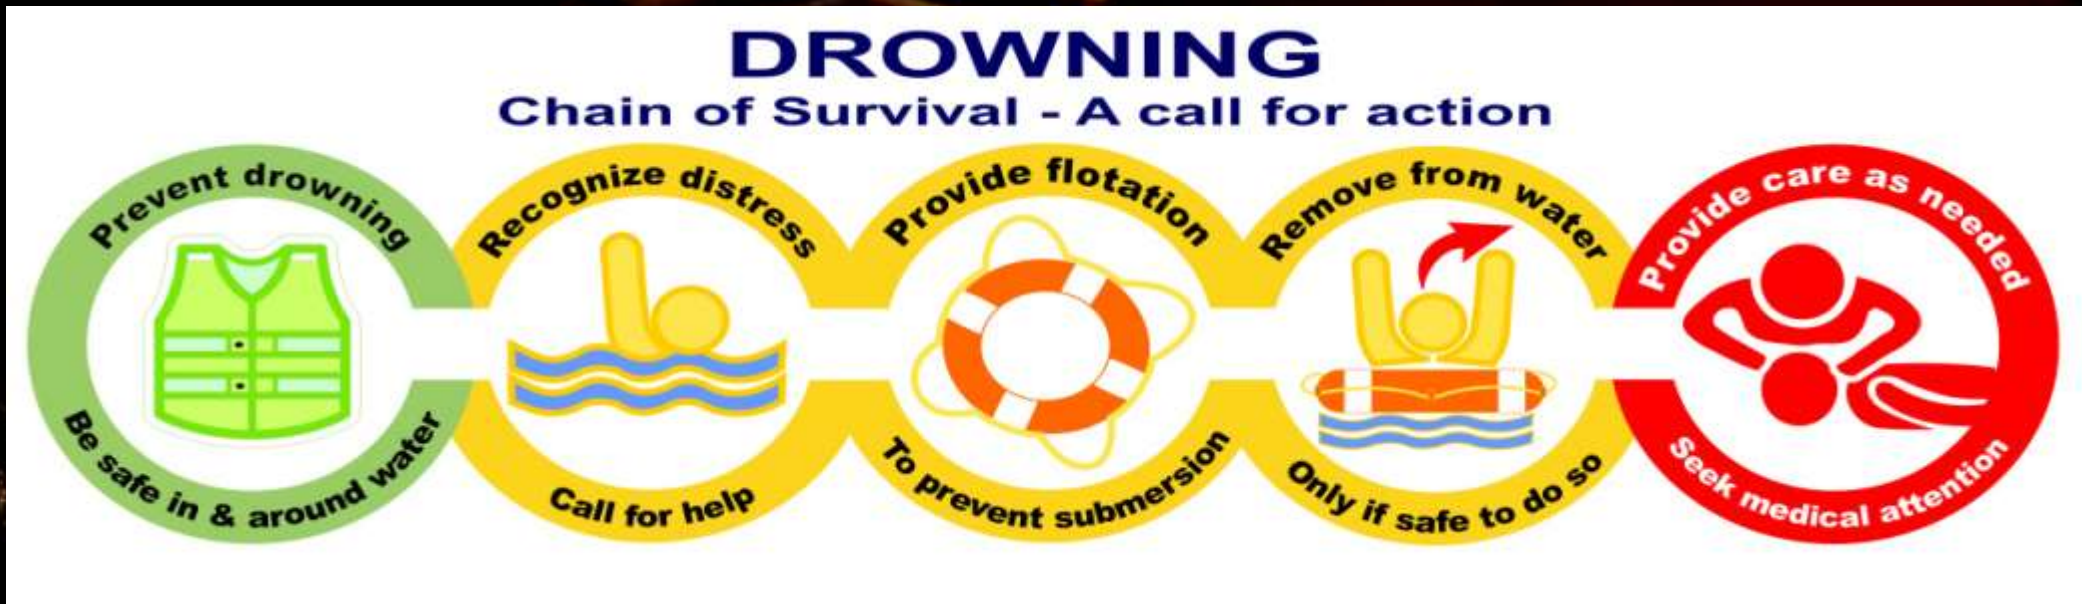 DROWNING
Chain of Survival - A call for action
Prevent drowning
Be safe in & around water
Recognize distress
Call for help
Provide flotation
To prevent submersion
Remove from water
Only if safe to do so
Provide care as needed
Seek medical attention